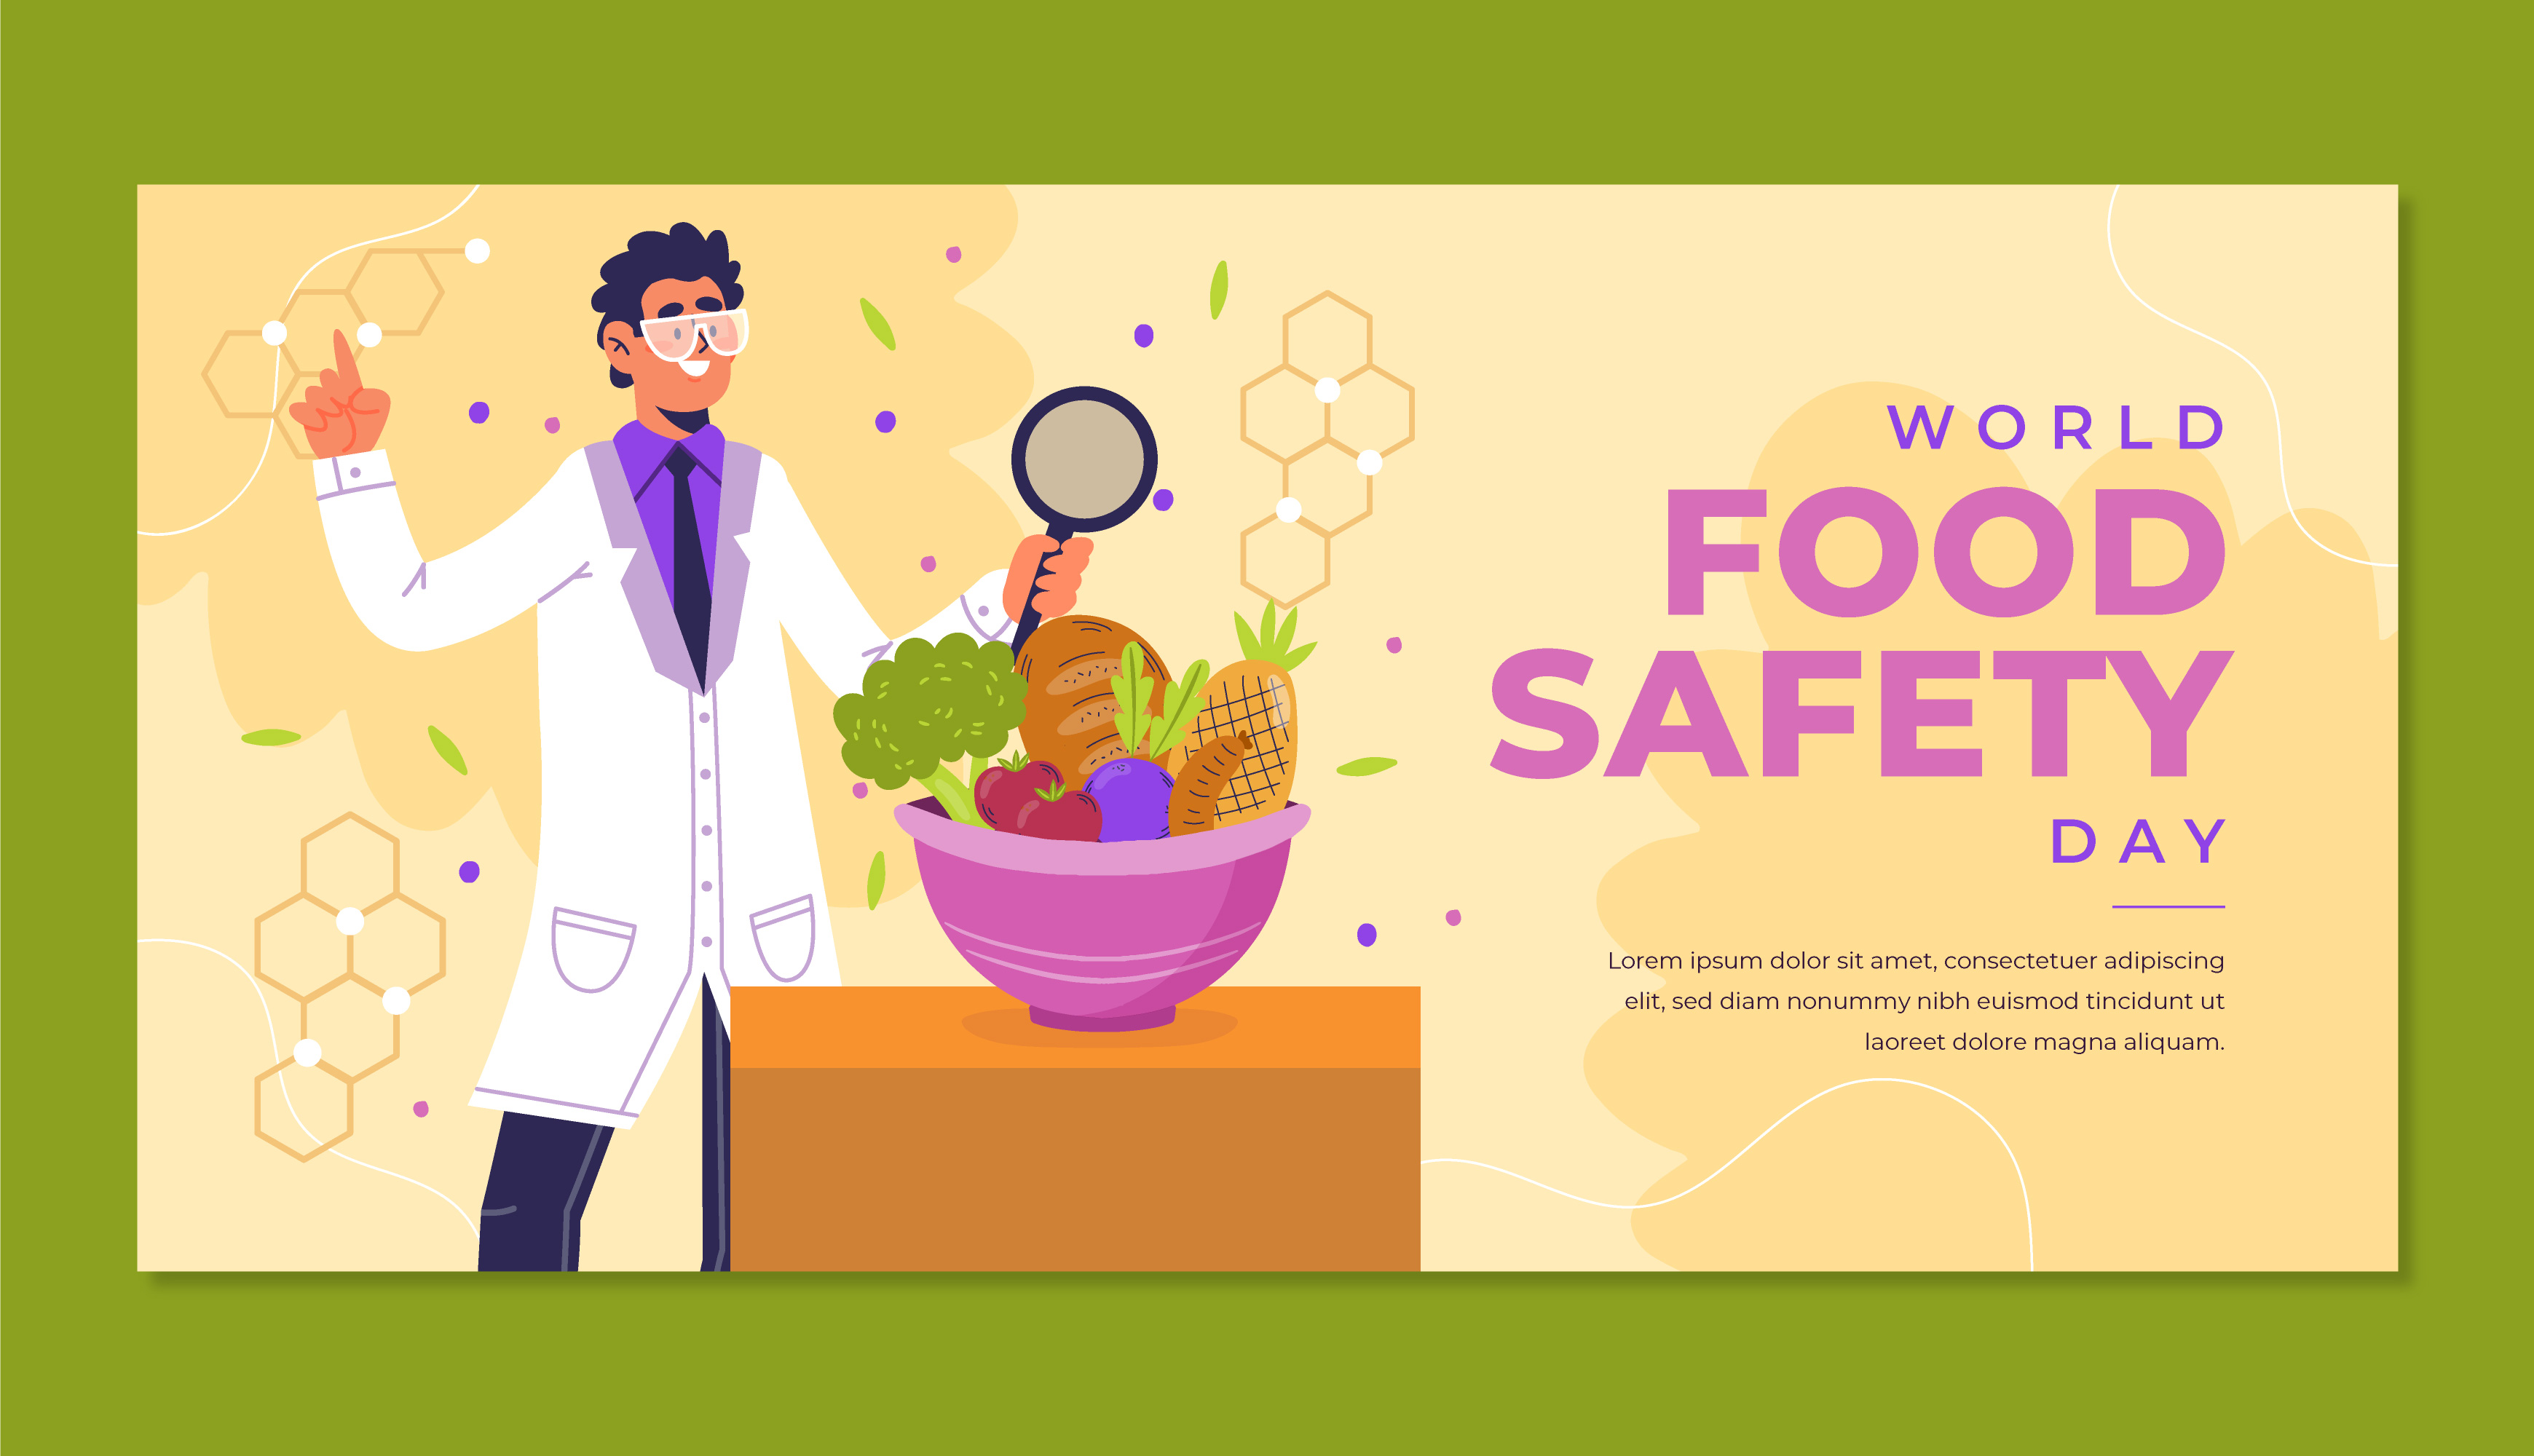 WORLD
FOOD
SAFETY
DAY
Lorem ipsum dolor sit amet, consectetuer adipiscing
elit, sed diam nonummy nibh euismod tincidunt ut
laoreet dolore magna aliquam.